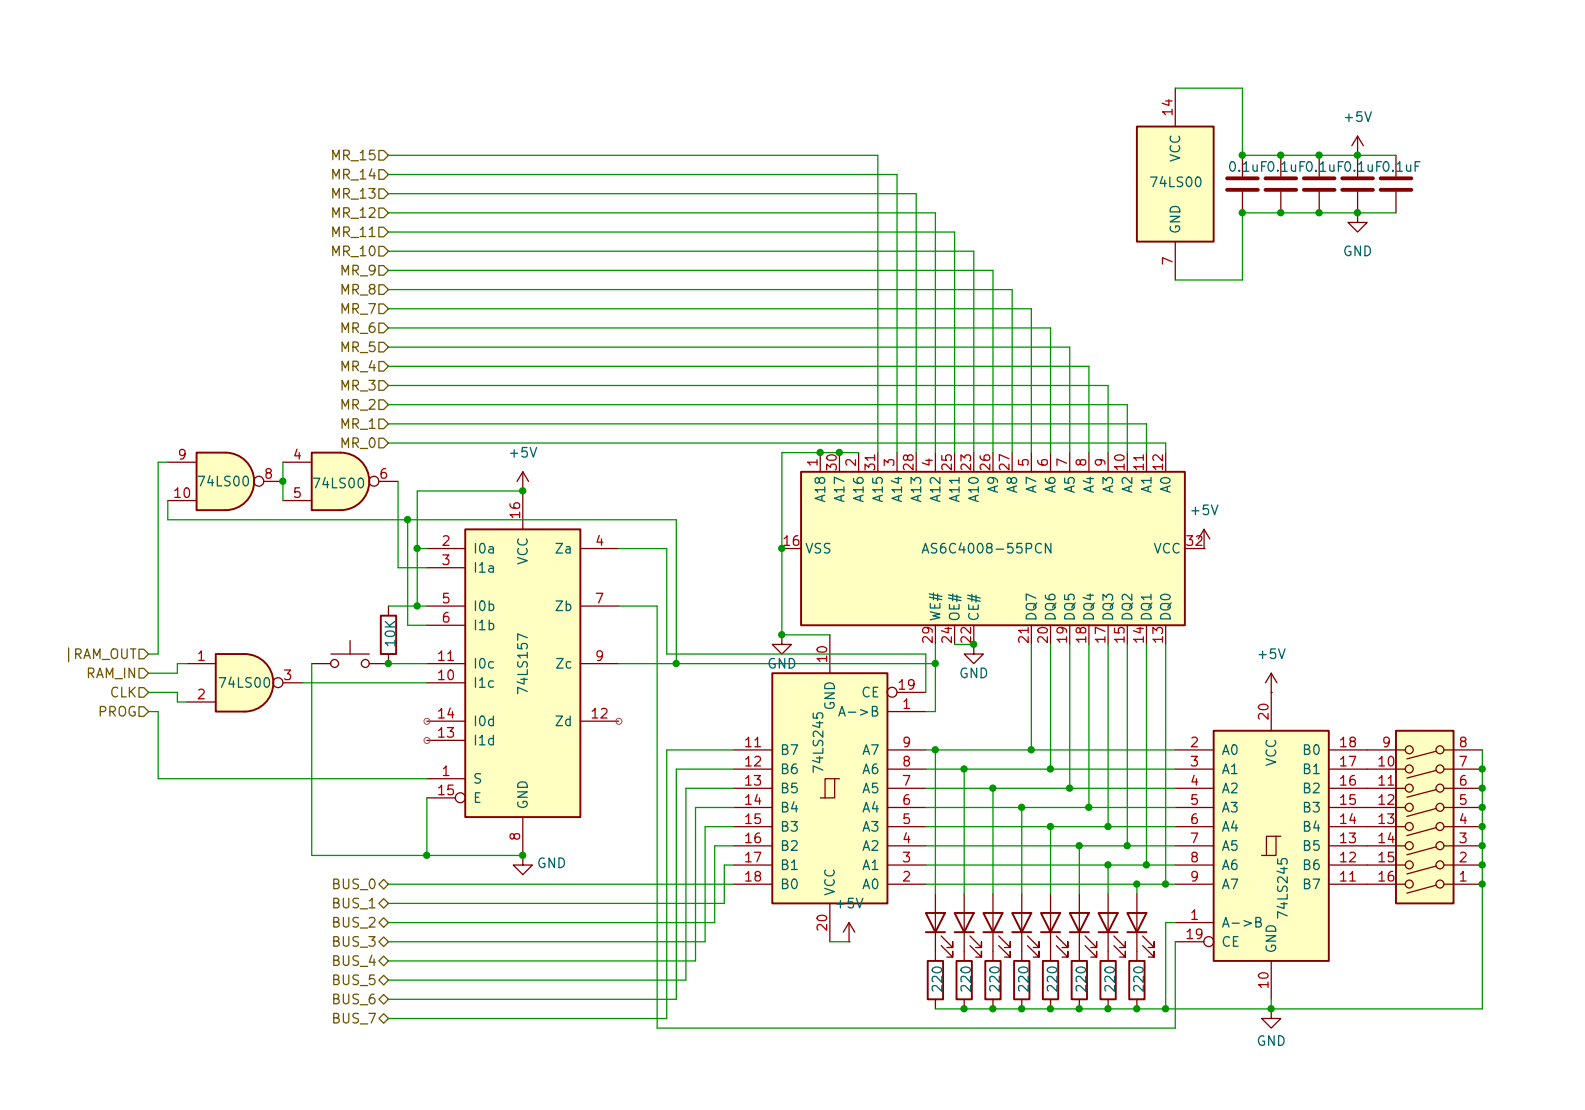 14
VCC
74LS00
GND
7
+5V
0.1uF
0.1uF
0.1uF
0.1uF
0.1uF
GND
MR_15
MR_14
MR_13
MR_12
MR_11
MR_10
MR_9
MR_8
MR_7
MR_6
MR_5
MR_4
MR_3
MR_2
MR_1
MR_0
9
10
74LS00
8
4
5
74LS00
6
|RAM_OUT
RAM_IN
CLK
PROG
1
2
74LS00
3
10K
+5V
16
VCC
2 I0a
3 I1a
5 I0b
6 I1b
11 I0c
10 I1c
14 I0d
13 I1d
1 S
15 E
74LS157
Za 4
Zb 7
Zc 9
Zd 12
GND
8
GND
1 30 2 31 3 28 4 25 23 26 27 5 6 7 8 9 10 11 12
A18 A17 A16 A15 A14 A13 A12 A11 A10 A9 A8 A7 A6 A5 A4 A3 A2 A1 A0
16 VSS
AS6C4008-55PCN
VCC 32
+5V
WE# OE# CE# DQ7 DQ6 DQ5 DQ4 DQ3 DQ2 DQ1 DQ0
29 24 22 21 20 19 18 17 15 14 13
GND
GND
10
GND
74LS245
CE 19
A->B 1
11 B7 A7 9
12 B6 A6 8
13 B5 A5 7
14 B4 A4 6
15 B3 A3 5
16 B2 A2 4
17 B1 A1 3
18 B0 A0 2
VCC
20
+5V
BUS_0
BUS_1
BUS_2
BUS_3
BUS_4
BUS_5
BUS_6
BUS_7
220 220 220 220 220 220 220 220
+5V
20
VCC
2 A0 B0 18
3 A1 B1 17
4 A2 B2 16
5 A3 B3 15
6 A4 B4 14
7 A5 B5 13
8 A6 B6 12
9 A7 B7 11
1 A->B
19 CE
74LS245
GND
10
GND
9 8
10 7
11 6
12 5
13 4
14 3
15 2
16 1